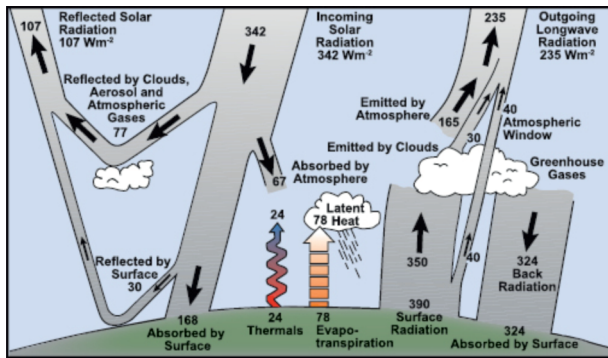 Reflected Solar
Radiation
107 Wm-2
107
342
Incoming
Solar
Radiation
342 Wm-2
235
Outgoing
Longwave
Radiation
235 Wm-2
Reflected by Clouds,
Aerosol and
Atmospheric
Gases
77
Emitted by
Atmosphere
165
40
Atmospheric
Window
30
Emitted by Clouds
Greenhouse
Gases
Absorbed by
67 Atmosphere
24
78
Latent
Heat
Reflected by
Surface
30
350
40
324
Back
Radiation
168
Absorbed by
Surface
24
Thermals
78
Evapo-
transpiration
390
Surface
Radiation
324
Absorbed by Surface